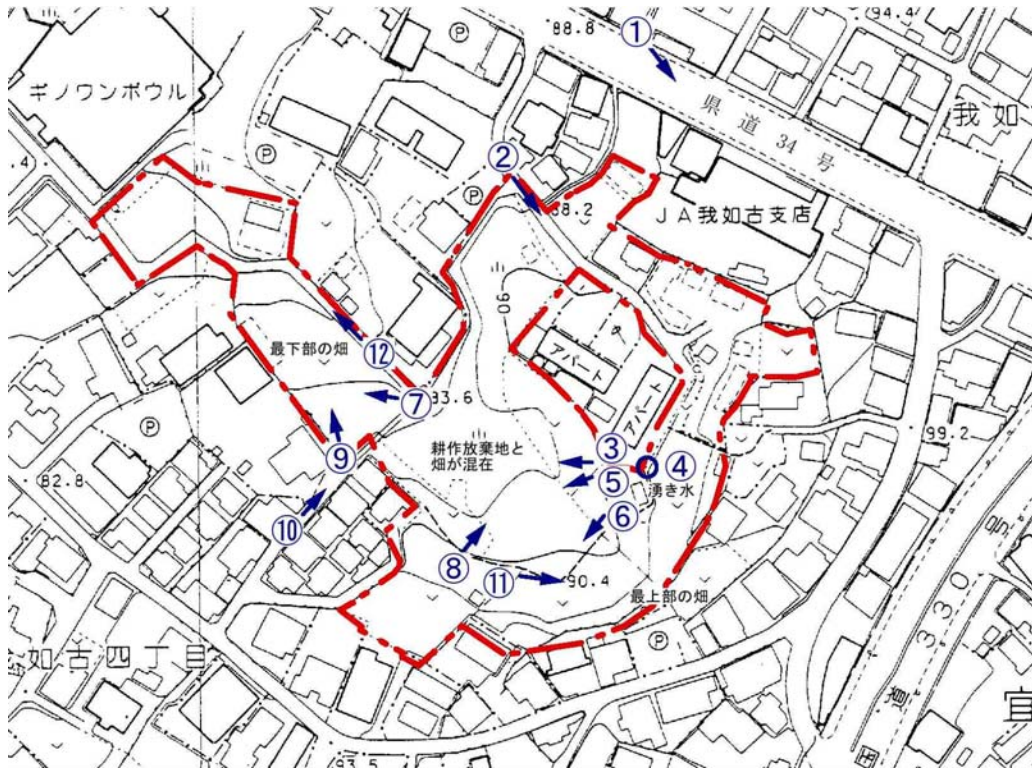 ①
88.8
94.4
ギノワンボウル
Ⓟ
県道34号
我如
Ⓟ
②
88.2
JA我如古支店
Ⓟ
90
アパート
アパート
最下部の畑
⑫
⑦
83.6
耕作放棄地と
畑が混在
③
④
⑤
湧き水
99.2
Ⓟ
⑨
82.8
⑩
⑥
⑧
⑪
90.4
最上部の畑
Ⓟ
如古四丁目
330
道
宜
93.5